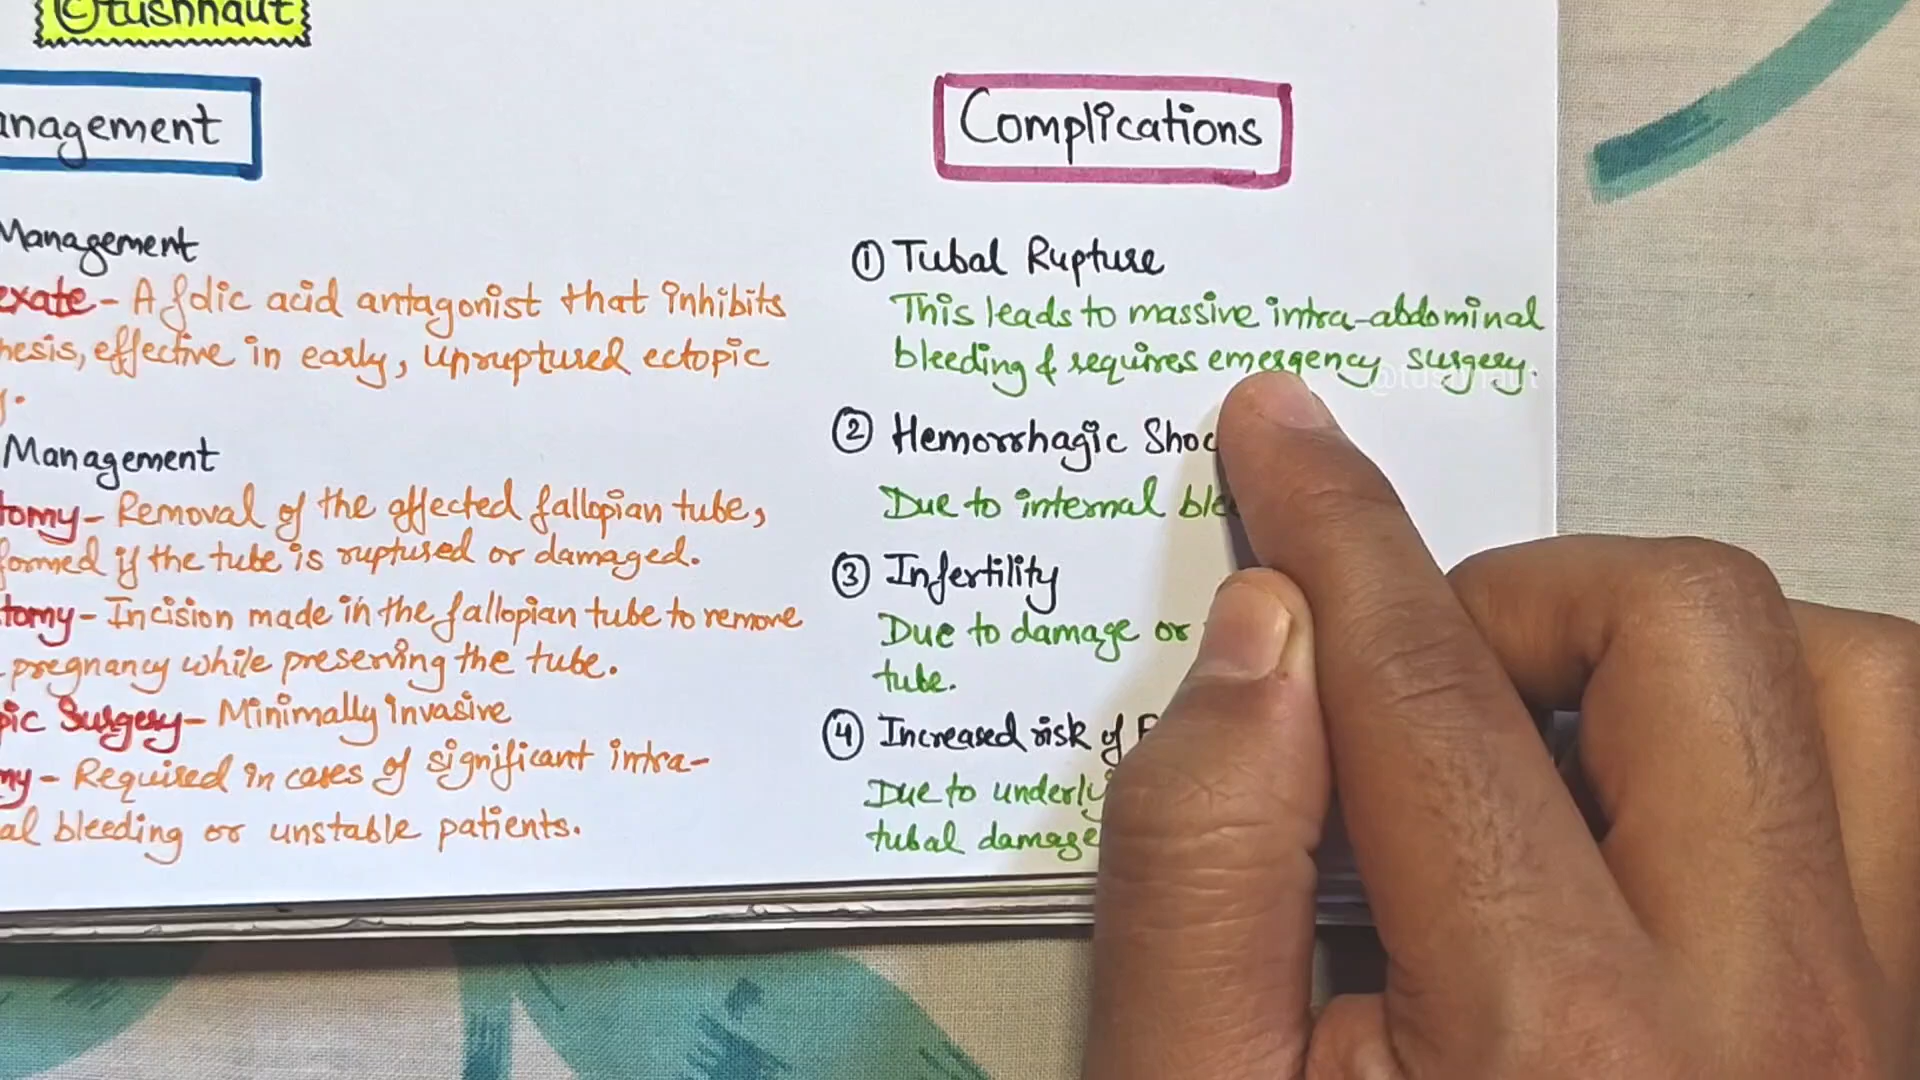 ©tushnaut
anagement
Management
exate - A folic acid antagonist that inhibits
hesis, effective in early, unruptured ectopic
y.
Management
tomy - Removal of the affected fallopian tube,
formed if the tube is ruptured or damaged.
tomy - Incision made in the fallopian tube to remove
pregnancy while preserving the tube.
pic Surgery - Minimally invasive
my - Required in cases of significant intra-
al bleeding or unstable patients.
Complications
① Tubal Rupture
This leads to massive intra-abdominal
bleeding & requires emergency surgery.
@tushnaut
② Hemorrhagic Shoc
Due to internal ble
③ Infertility
Due to damage or
tube.
④ Increased risk of
Due to underly
tubal damage